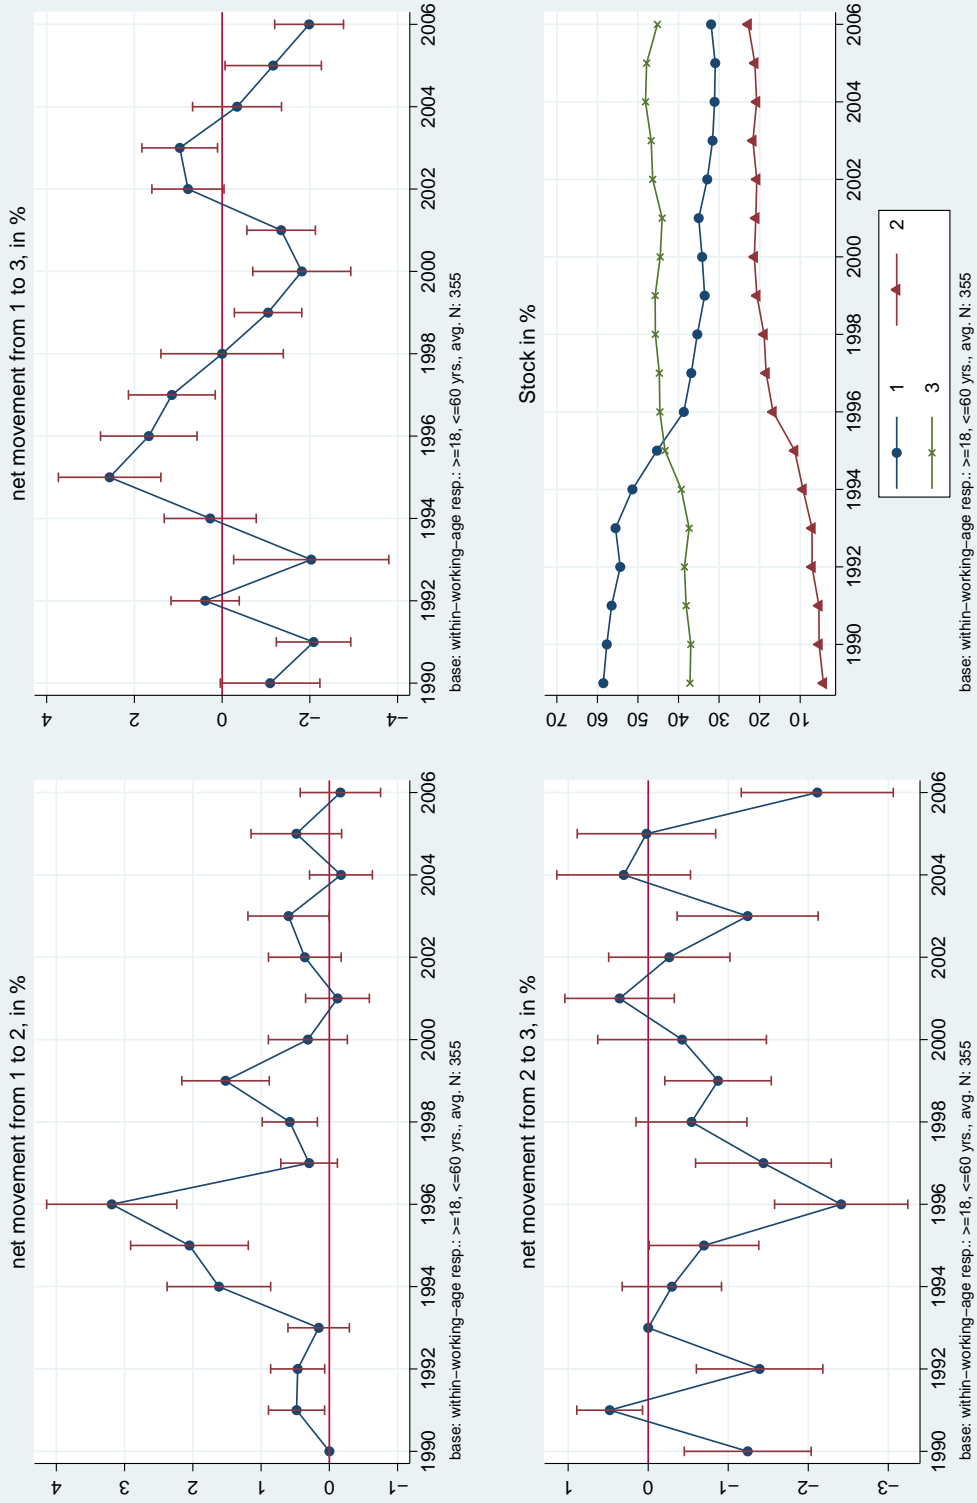 net movement from 1 to 2, in %
4
3
2
1
0
−1
1990 1992 1994 1996 1998 2000 2002 2004 2006
base: within−working−age resp.: >=18, <=60 yrs., avg. N: 355
net movement from 1 to 3, in %
4
2
0
−2
−4
1990 1992 1994 1996 1998 2000 2002 2004 2006
base: within−working−age resp.: >=18, <=60 yrs., avg. N: 355
net movement from 2 to 3, in %
1
0
−1
−2
−3
1990 1992 1994 1996 1998 2000 2002 2004 2006
base: within−working−age resp.: >=18, <=60 yrs., avg. N: 355
Stock in %
70
60
50
40
30
20
10
1990 1992 1994 1996 1998 2000 2002 2004 2006
1 2
3
base: within−working−age resp.: >=18, <=60 yrs., avg. N: 355